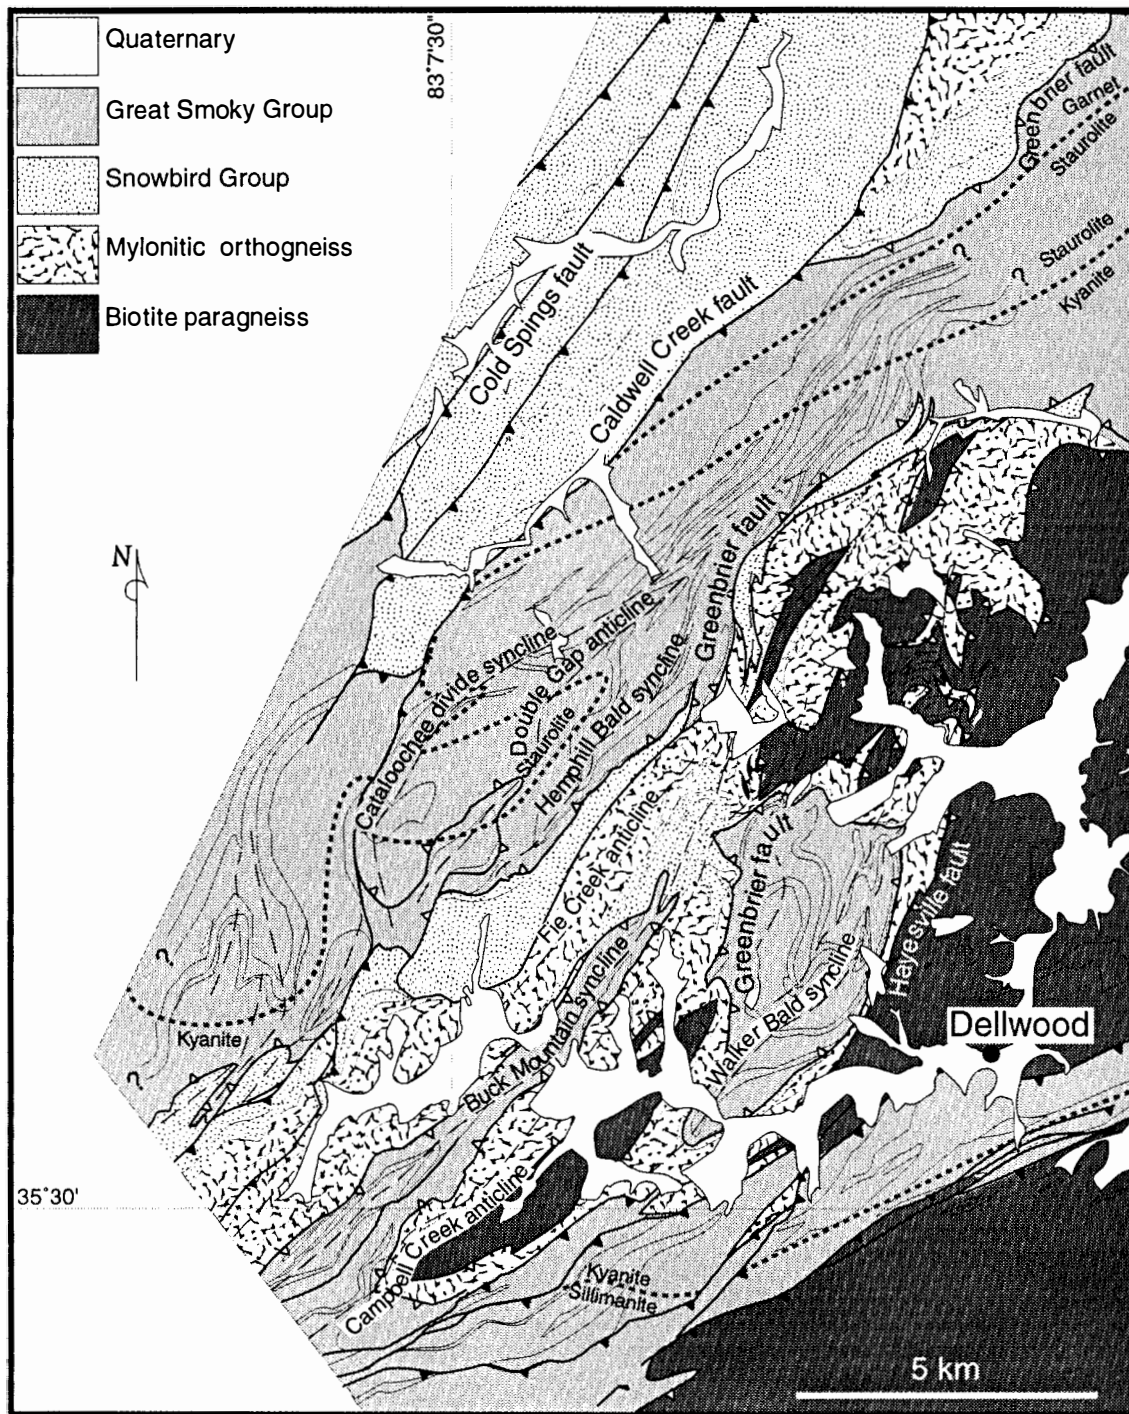 Quaternary
Great Smoky Group
Snowbird Group
Mylonitic orthogneiss
Biotite paragneiss
83°7'30"
Greenbrier fault
Garnet
Staurolite
Staurolite
Kyanite
?
?
Cold Spings fault
Caldwell Creek fault
N
Greenbrier fault
Cataloochee divide syncline
Double Gap anticline
Staurolite
Hemphill Bald syncline
Fie Creek anticline
Greenbrier fault
Walker Bald syncline
Hayesville fault
Dellwood
?
Kyanite
?
Buck Mountain syncline
35°30'
Campbell Creek anticline
Kyanite
Sillimanite
5 km